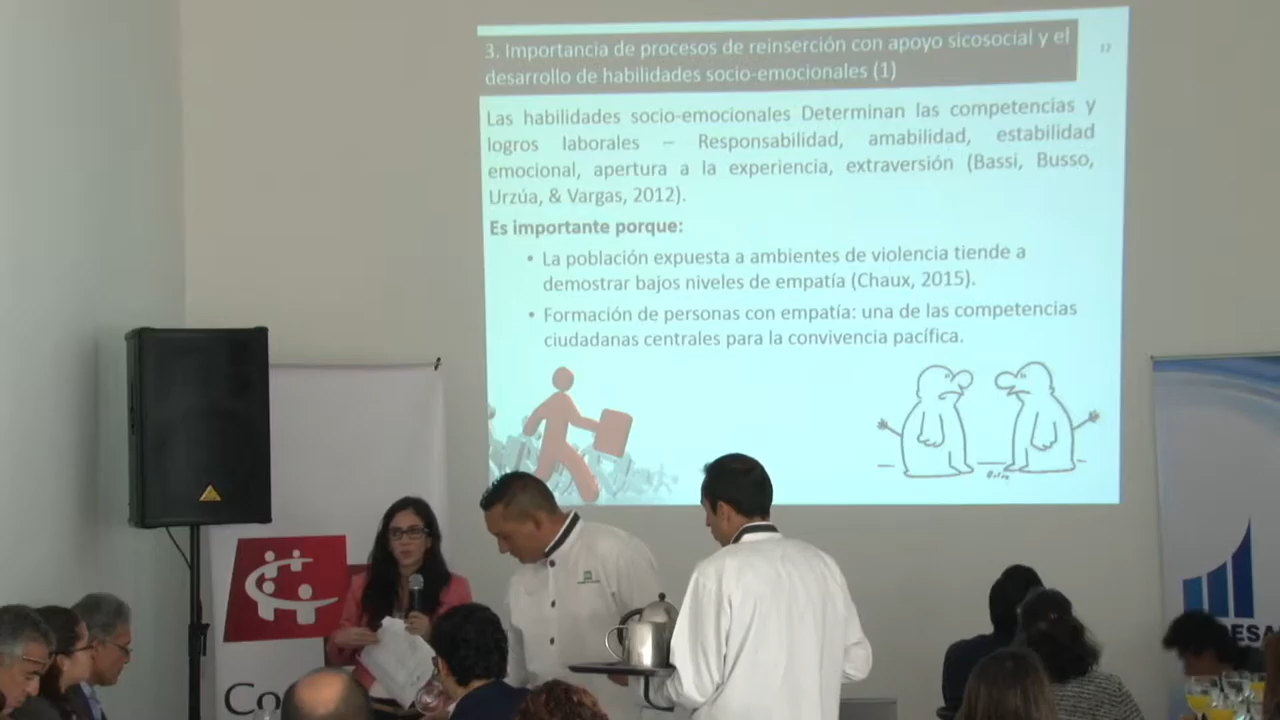 3. Importancia de procesos de reinserción con apoyo sicosocial y el
desarrollo de habilidades socio-emocionales (1)
17
Las habilidades socio-emocionales Determinan las competencias y
logros laborales – Responsabilidad, amabilidad, estabilidad
emocional, apertura a la experiencia, extraversión (Bassi, Busso,
Urzúa, & Vargas, 2012).
Es importante porque:
• La población expuesta a ambientes de violencia tiende a
demostrar bajos niveles de empatía (Chaux, 2015).
• Formación de personas con empatía: una de las competencias
ciudadanas centrales para la convivencia pacífica.
Co
ESA